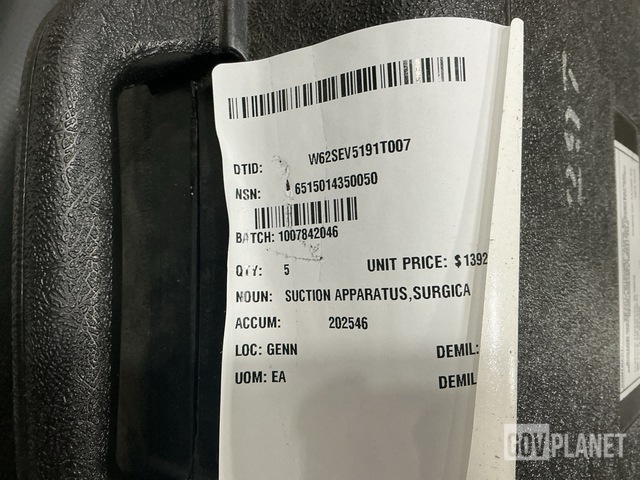 DTID: W62SEV5191T007
NSN: 6515014350050
BATCH: 1007842046
QTY: 5 UNIT PRICE: $1392
NOUN: SUCTION APPARATUS,SURGICA
ACCUM: 202546
LOC: GENN DEMIL:
UOM: EA DEMIL
GOVPLANET